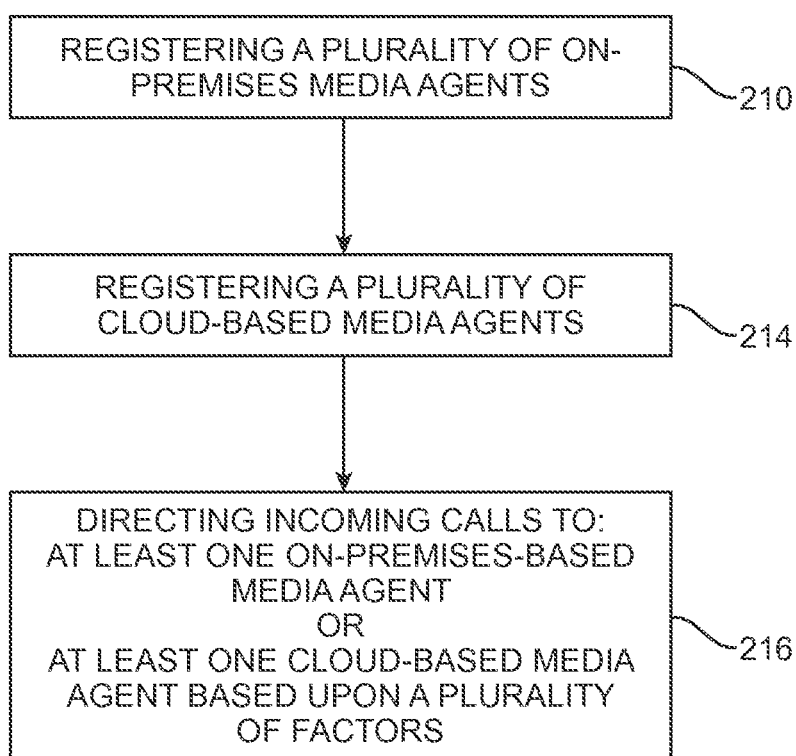 REGISTERING A PLURALITY OF ON-
PREMISES MEDIA AGENTS
210
REGISTERING A PLURALITY OF
CLOUD-BASED MEDIA AGENTS
214
DIRECTING INCOMING CALLS TO:
AT LEAST ONE ON-PREMISES-BASED
MEDIA AGENT
OR
AT LEAST ONE CLOUD-BASED MEDIA
AGENT BASED UPON A PLURALITY
OF FACTORS
216